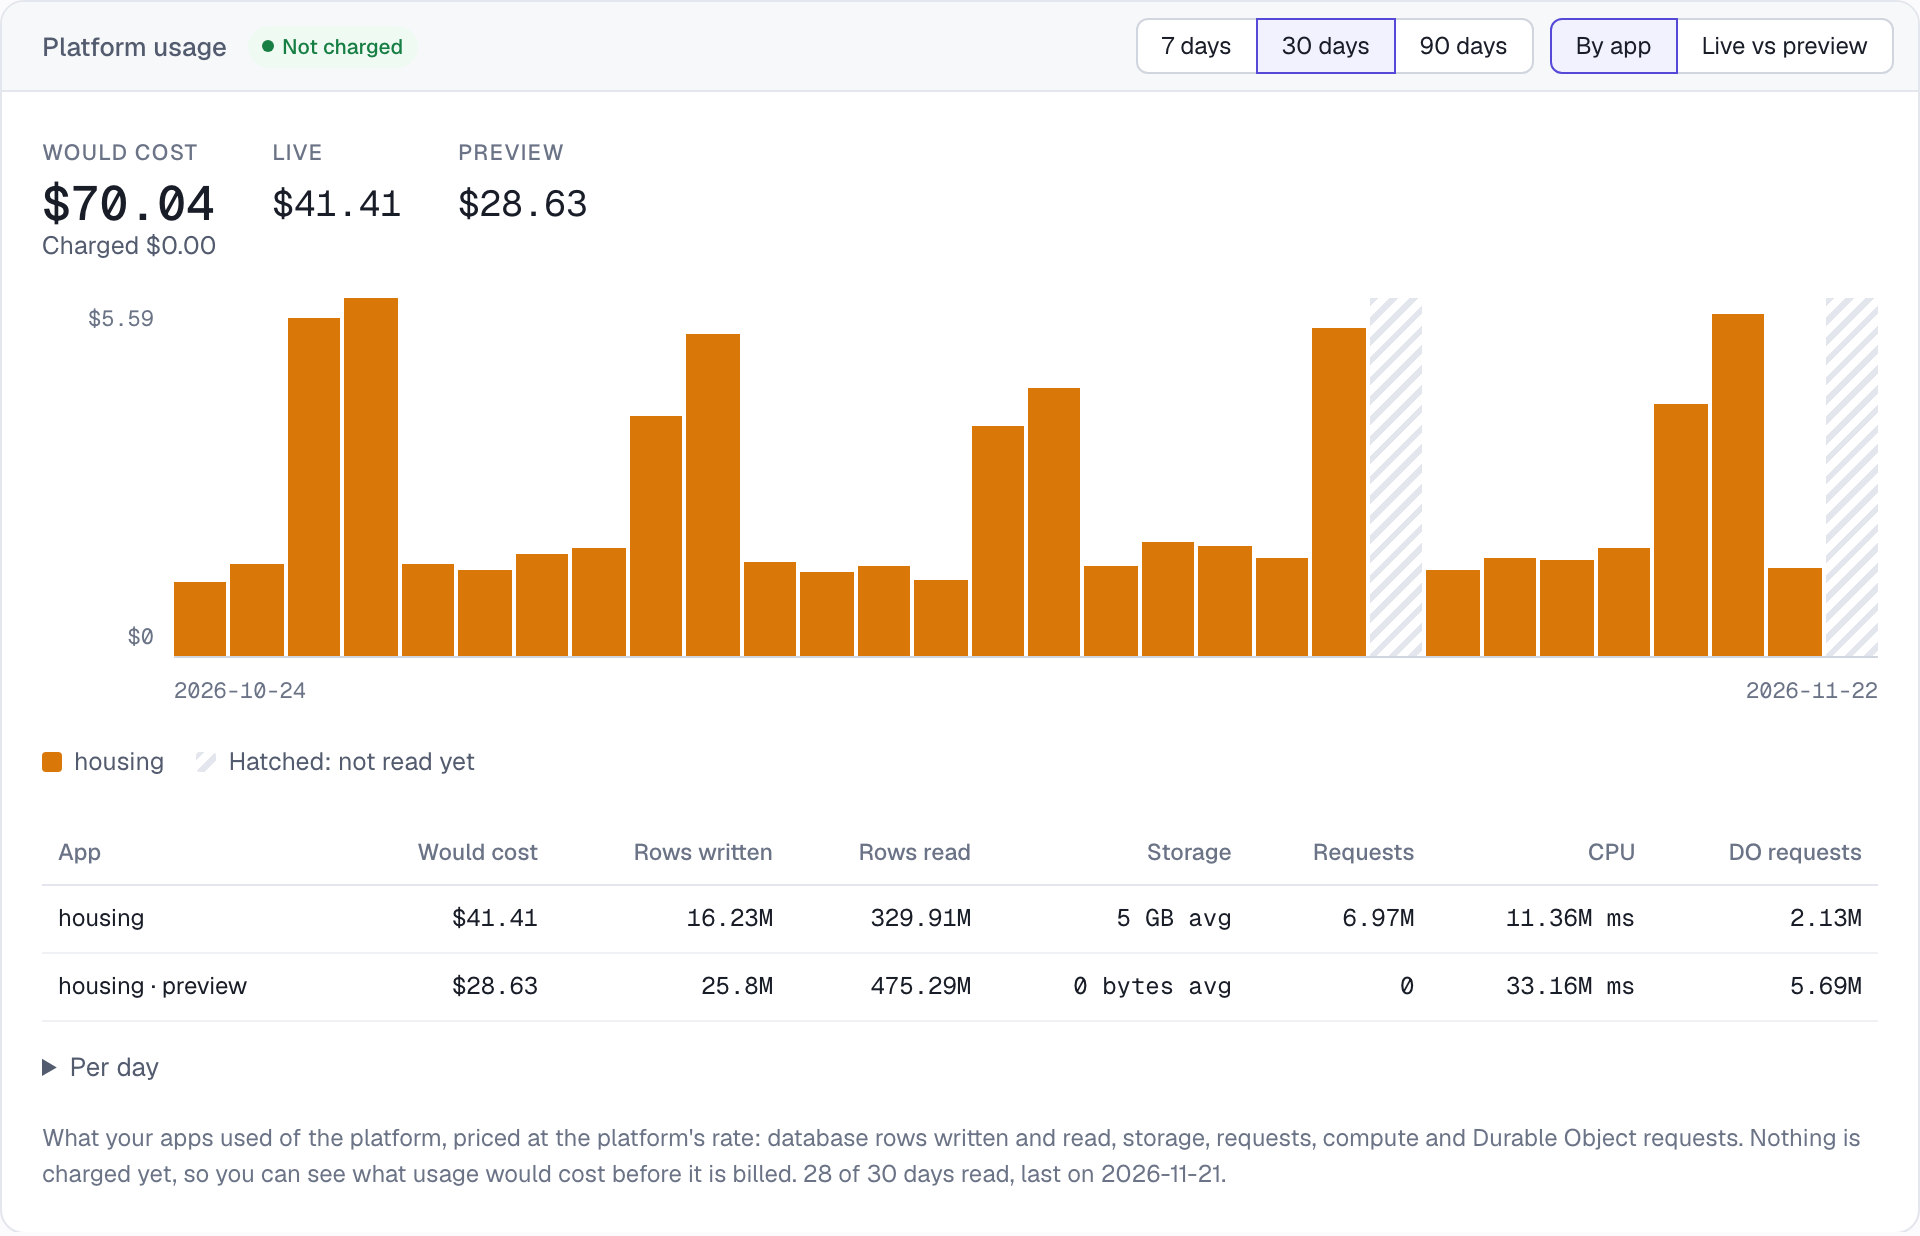 Platform usage
Not charged
7 days
30 days
90 days
By app
Live vs preview
WOULD COST
LIVE
PREVIEW
$70.04
$41.41
$28.63
Charged $0.00
$5.59
$0
2026-10-24
2026-11-22
housing
Hatched: not read yet
App Would cost Rows written Rows read Storage Requests CPU DO requests
housing $41.41 16.23M 329.91M 5 GB avg 6.97M 11.36M ms 2.13M
housing · preview $28.63 25.8M 475.29M 0 bytes avg 0 33.16M ms 5.69M
Per day
What your apps used of the platform, priced at the platform's rate: database rows written and read, storage, requests, compute and Durable Object requests. Nothing is
charged yet, so you can see what usage would cost before it is billed. 28 of 30 days read, last on 2026-11-21.